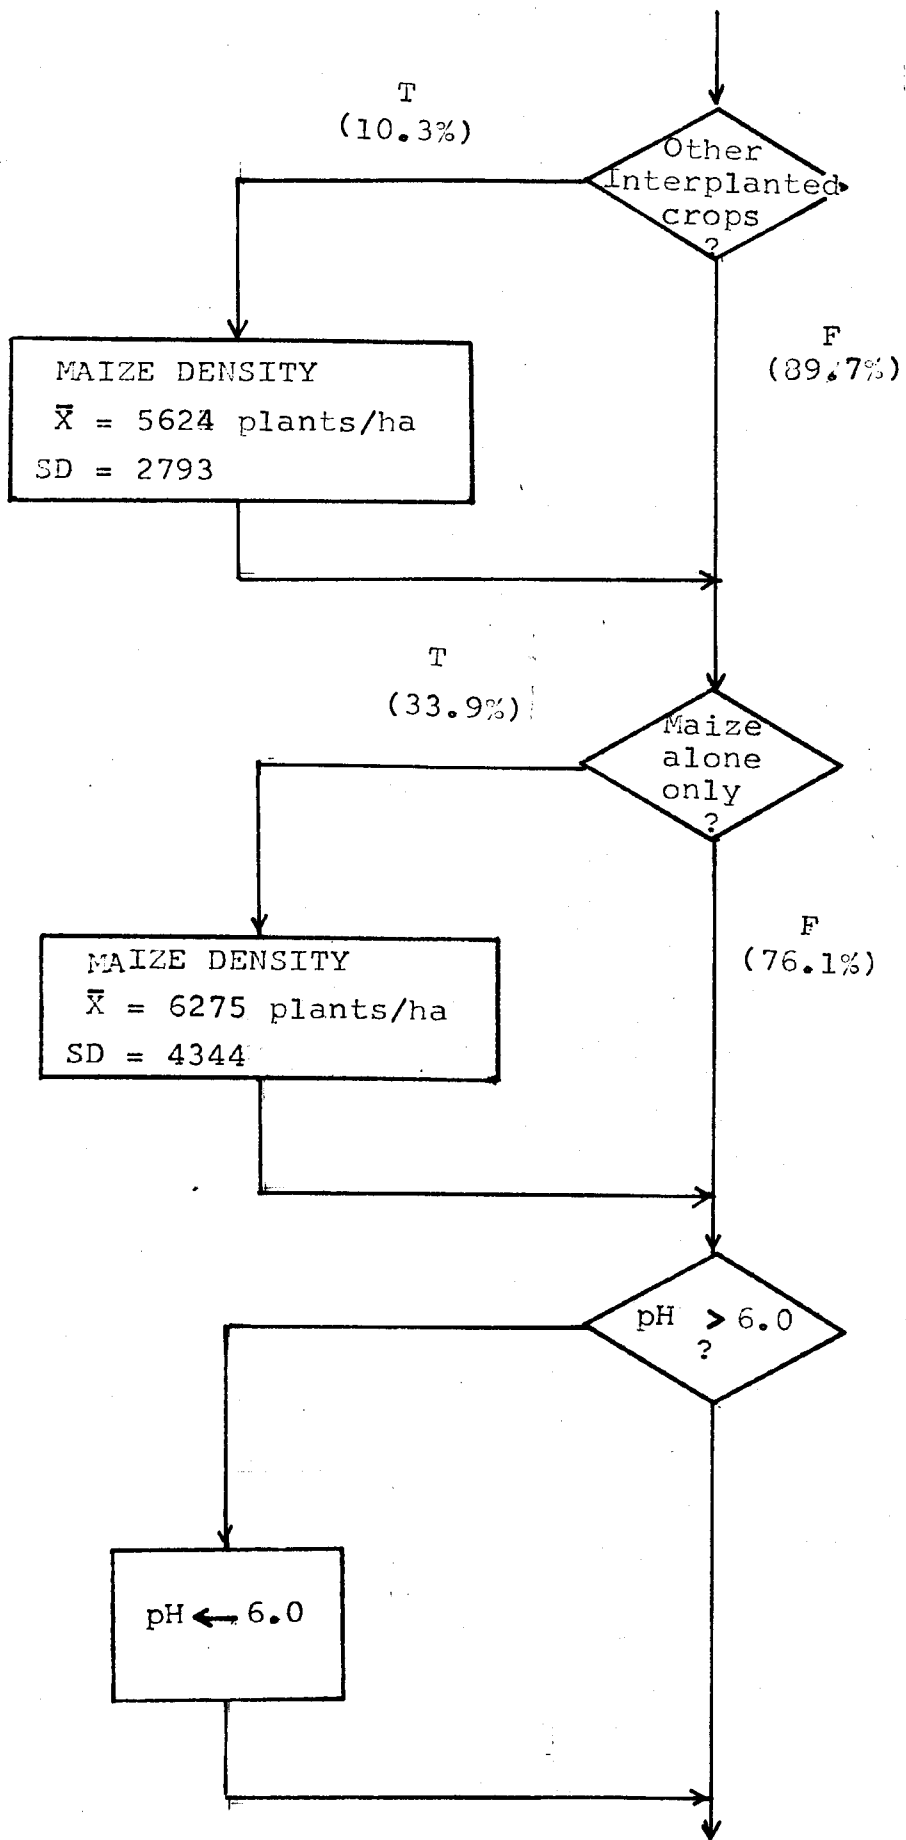 T
(10.3%)
Other
Interplanted
crops
?
F
(89.7%)
MAIZE DENSITY
X̄ = 5624 plants/ha
SD = 2793
T
(33.9%)
Maize
alone
only
?
F
(76.1%)
MAIZE DENSITY
X̄ = 6275 plants/ha
SD = 4344
pH > 6.0
?
pH ← 6.0